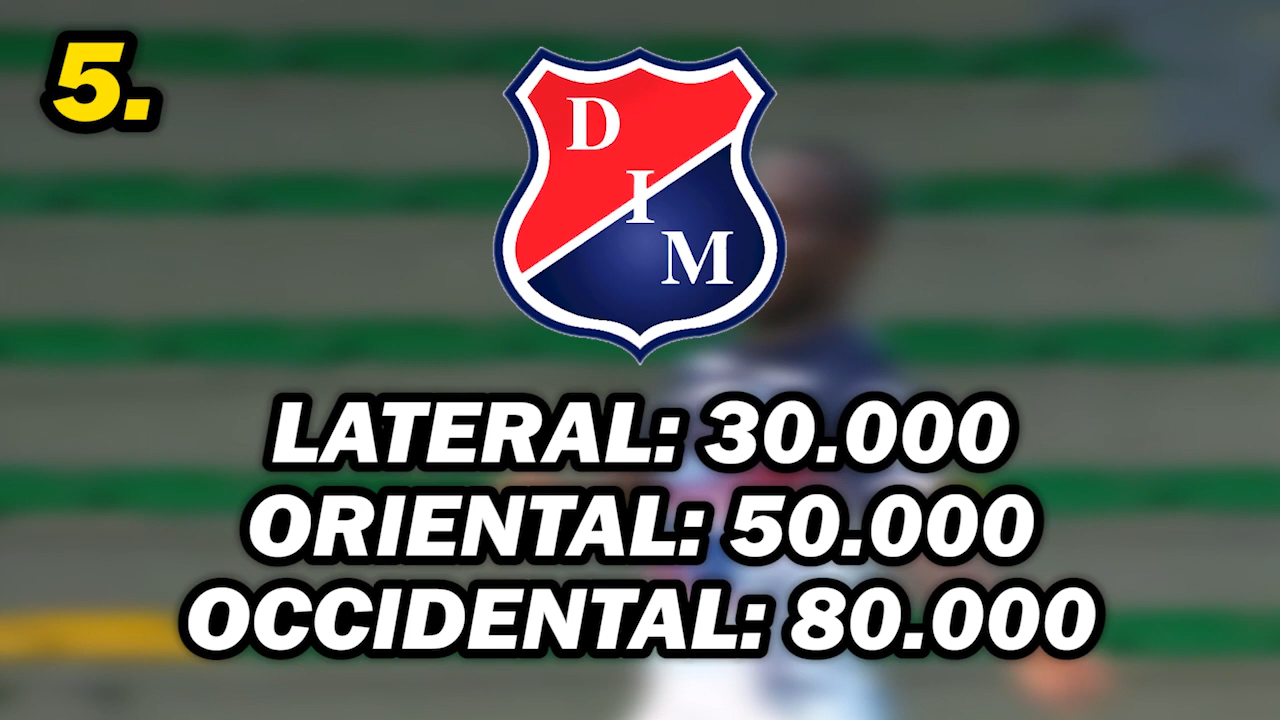 5.
D
I
M
LATERAL: 30.000
ORIENTAL: 50.000
OCCIDENTAL: 80.000